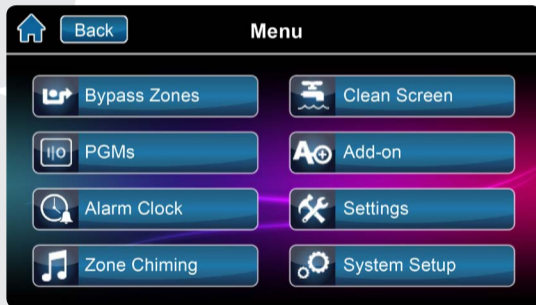 Back
Menu
Bypass Zones
Clean Screen
PGMs
Add-on
Alarm Clock
Settings
Zone Chiming
System Setup